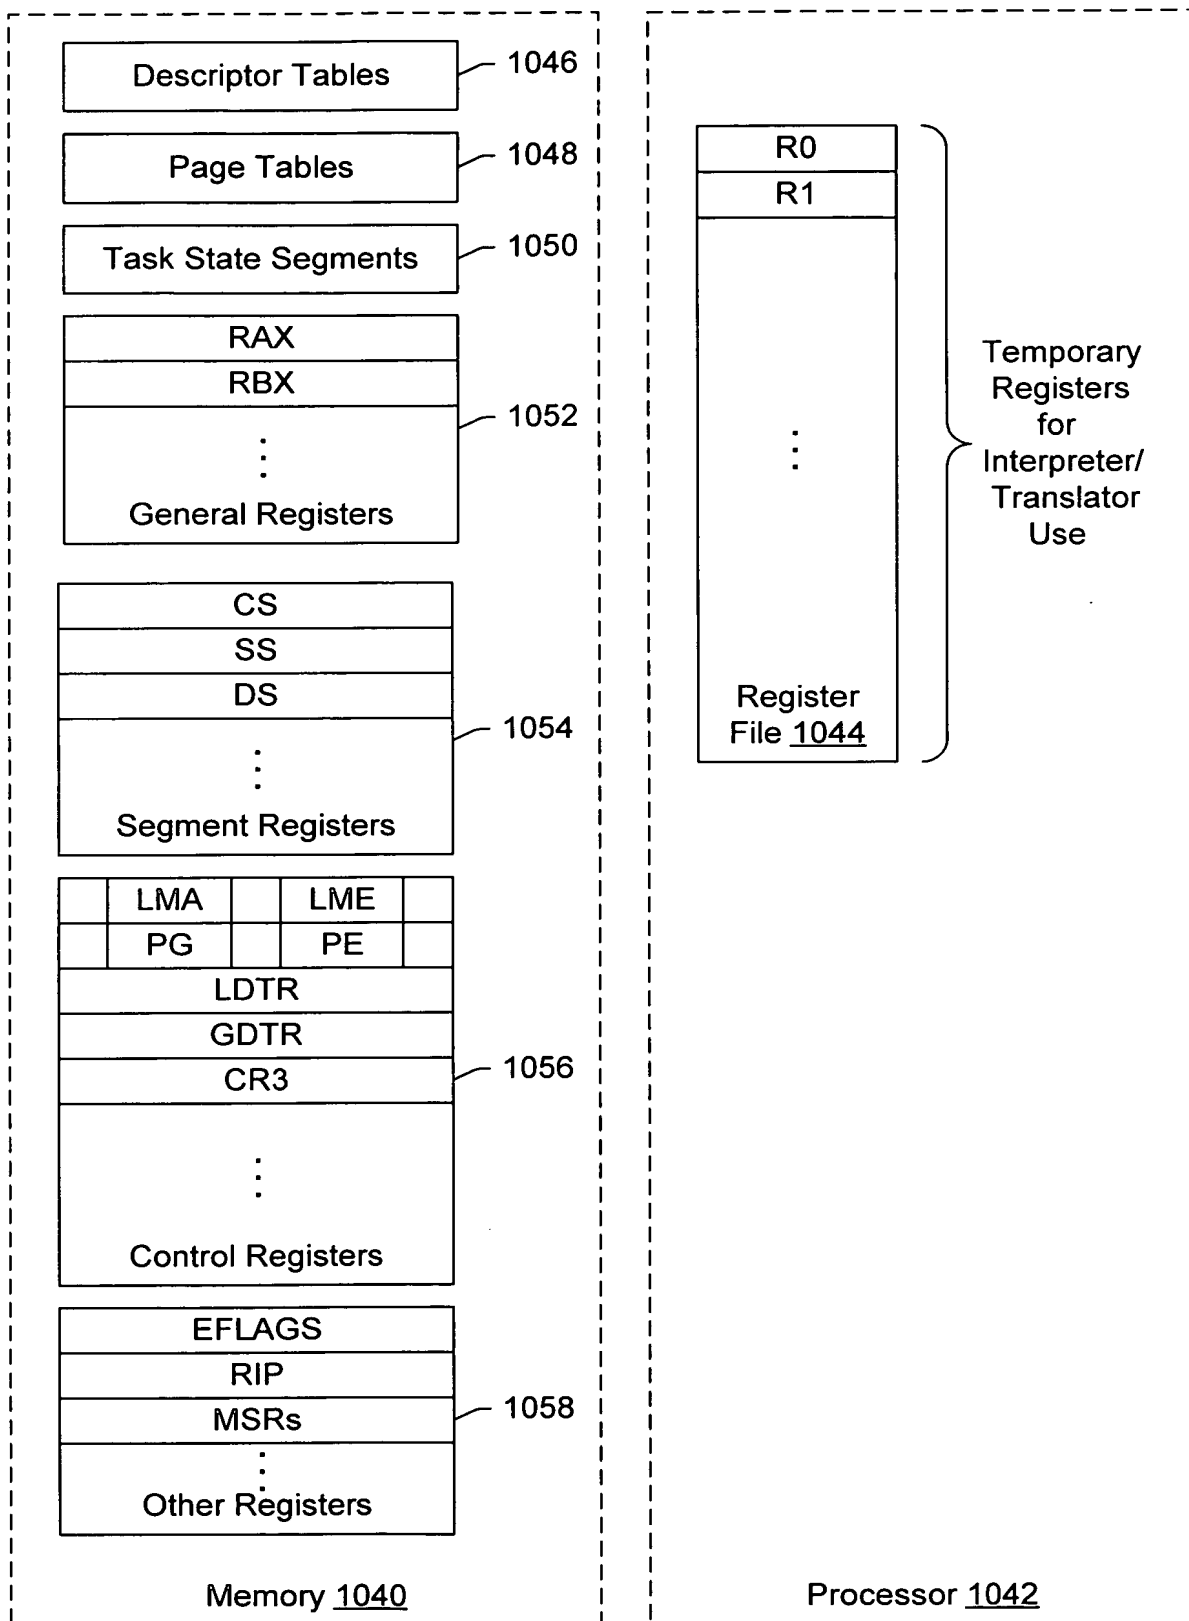 Descriptor Tables
1046
Page Tables
1048
Task State Segments
1050
RAX
RBX
1052
General Registers
CS
SS
DS
1054
Segment Registers
LMA
LME
PG
PE
LDTR
GDTR
CR3
1056
Control Registers
EFLAGS
RIP
MSRs
1058
Other Registers
Memory 1040
R0
R1
Register
File 1044
Temporary
Registers
for
Interpreter/
Translator
Use
Processor 1042